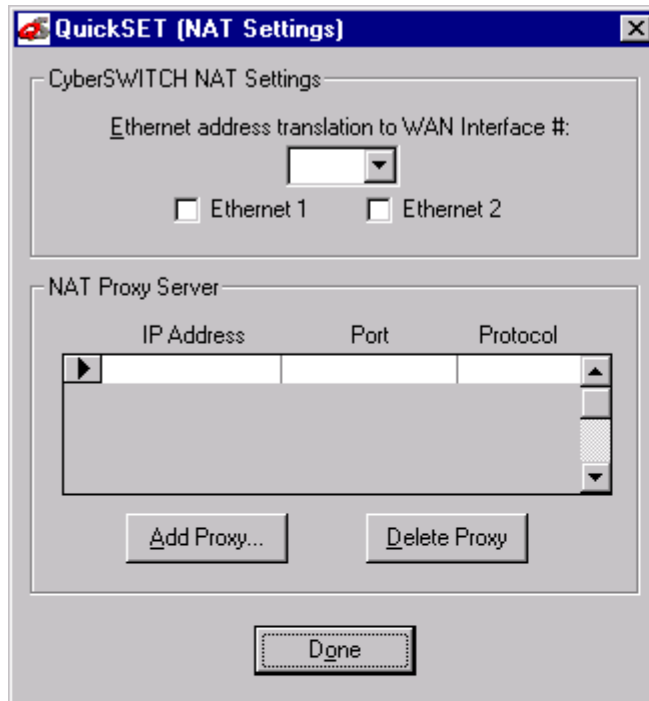 QuickSET (NAT Settings)
CyberSWITCH NAT Settings
Ethernet address translation to WAN Interface #:
Ethernet 1 Ethernet 2
NAT Proxy Server
IP Address Port Protocol
Add Proxy... Delete Proxy
Done